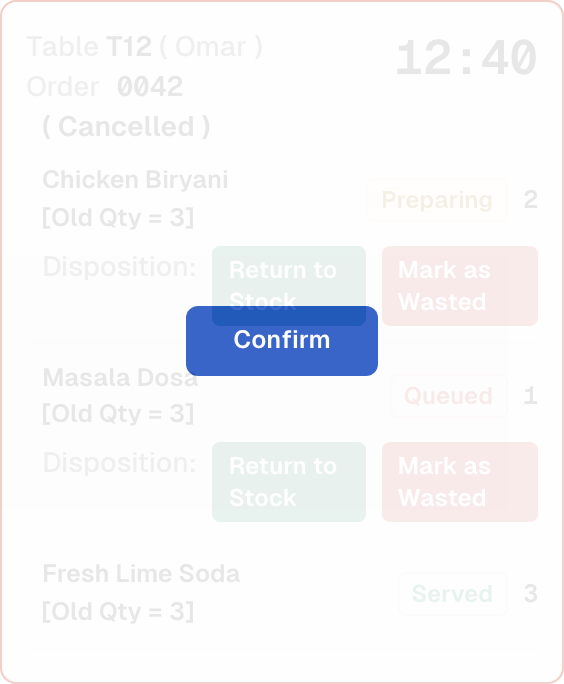 Table T12 ( Omar ) 12:40
Order 0042
( Cancelled )
Chicken Biryani
[Old Qty = 3] Preparing 2
Disposition: Return to Stock Mark as Wasted
Confirm
Masala Dosa
[Old Qty = 3] Queued 1
Disposition: Return to Stock Mark as Wasted
Fresh Lime Soda
[Old Qty = 3] Served 3